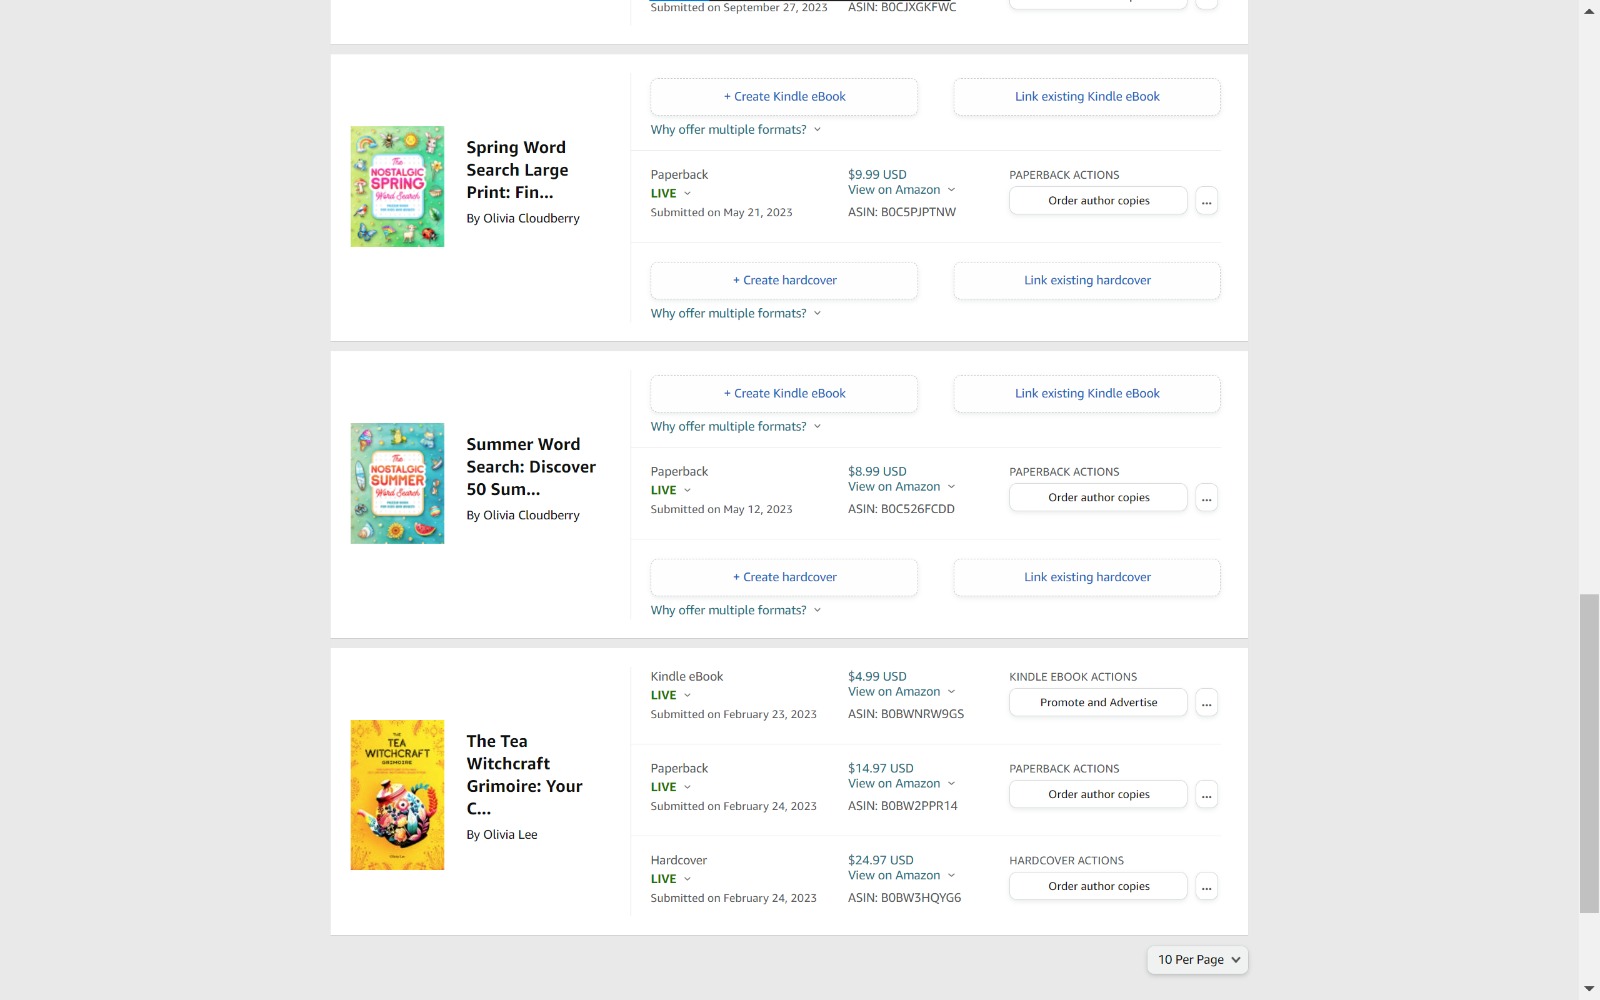 Submitted on September 27, 2023
ASIN: B0CJXGKFWC
+ Create Kindle eBook
Link existing Kindle eBook
Why offer multiple formats?
The
NOSTALGIC
SPRING
Word Search
Spring Word
Search Large
Print: Fin...
By Olivia Cloudberry
Paperback
LIVE
Submitted on May 21, 2023
$9.99 USD
View on Amazon
ASIN: B0C5PJPTNW
PAPERBACK ACTIONS
Order author copies
...
+ Create hardcover
Link existing hardcover
Why offer multiple formats?
+ Create Kindle eBook
Link existing Kindle eBook
Why offer multiple formats?
The
NOSTALGIC
SUMMER
Word Search
Summer Word
Search: Discover
50 Sum...
By Olivia Cloudberry
Paperback
LIVE
Submitted on May 12, 2023
$8.99 USD
View on Amazon
ASIN: B0C526FCDD
PAPERBACK ACTIONS
Order author copies
...
+ Create hardcover
Link existing hardcover
Why offer multiple formats?
THE
TEA
WITCHCRAFT
GRIMOIRE
Olivia Lee
The Tea
Witchcraft
Grimoire: Your
C...
By Olivia Lee
Kindle eBook
LIVE
Submitted on February 23, 2023
$4.99 USD
View on Amazon
ASIN: B0BWNRW9GS
KINDLE EBOOK ACTIONS
Promote and Advertise
...
Paperback
LIVE
Submitted on February 24, 2023
$14.97 USD
View on Amazon
ASIN: B0BW2PPR14
PAPERBACK ACTIONS
Order author copies
...
Hardcover
LIVE
Submitted on February 24, 2023
$24.97 USD
View on Amazon
ASIN: B0BW3HQYG6
HARDCOVER ACTIONS
Order author copies
...
10 Per Page